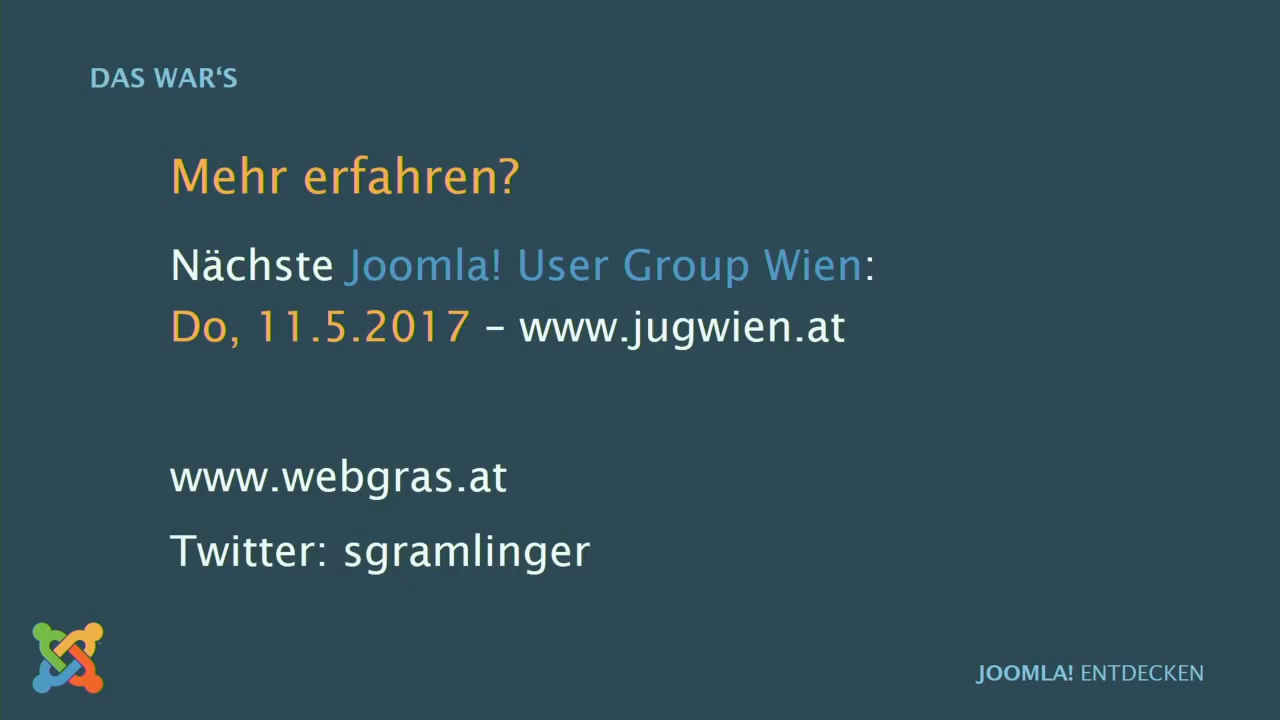 DAS WAR‘S
Mehr erfahren?
Nächste Joomla! User Group Wien:
Do, 11.5.2017 – www.jugwien.at
www.webgras.at
Twitter: sgramlinger
JOOMLA! ENTDECKEN